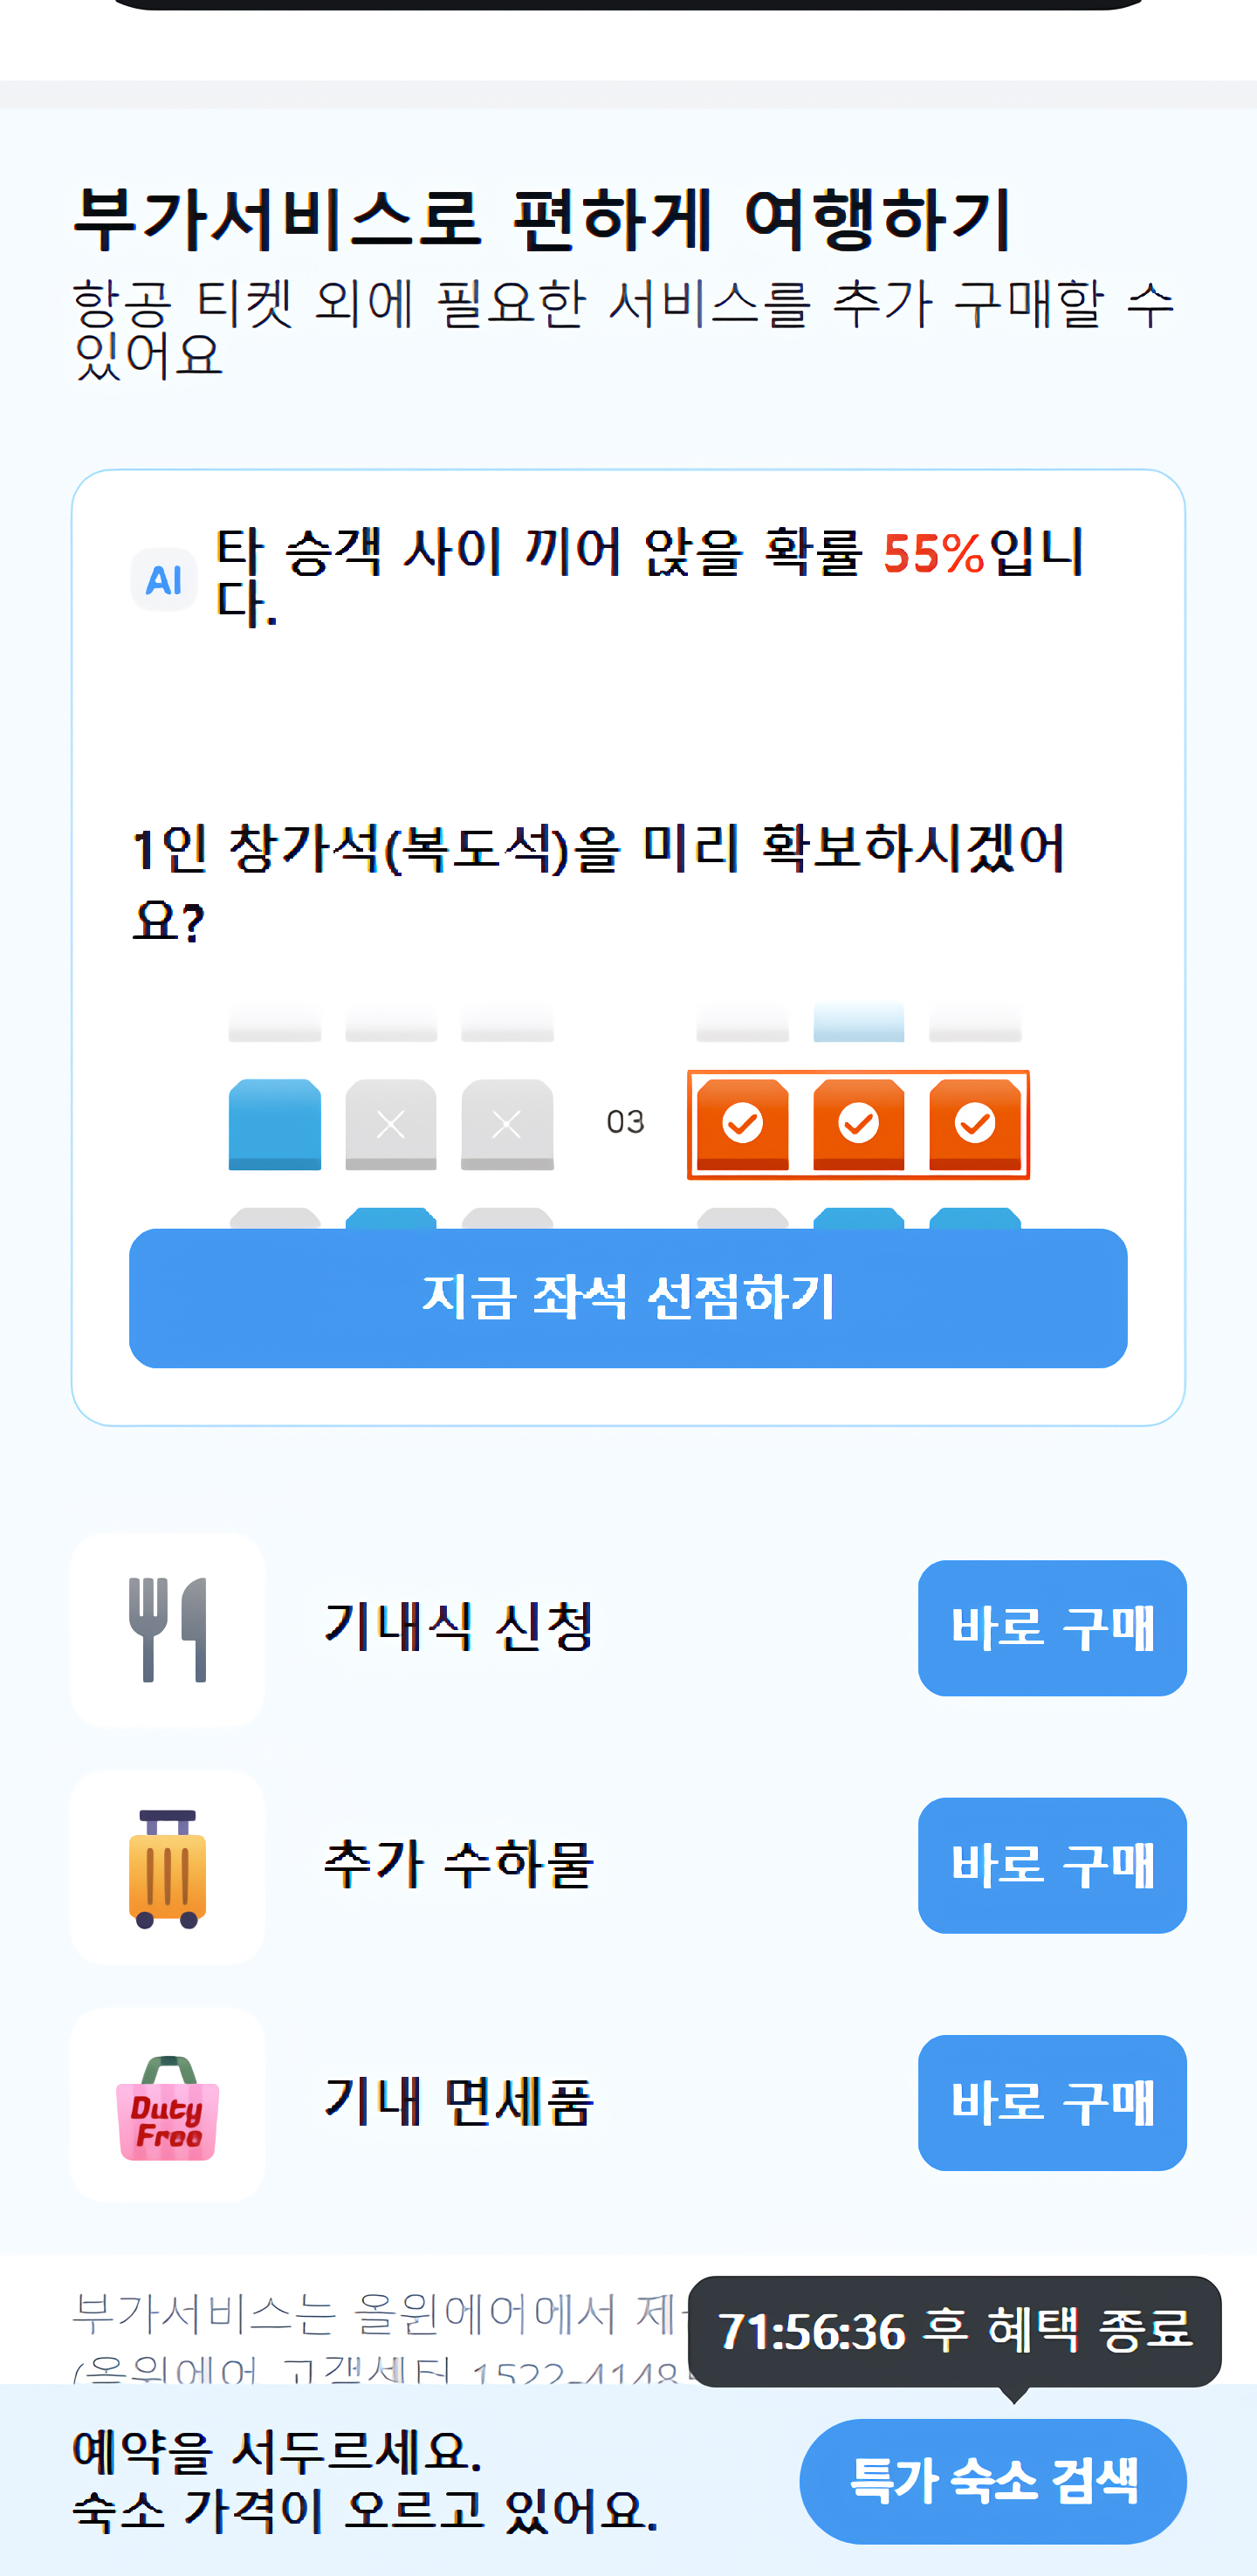 부가서비스로 편하게 여행하기
항공 티켓 외에 필요한 서비스를 추가 구매할 수
있어요
AI
타 승객 사이 끼어 앉을 확률 55%입니
다.
1인 창가석(복도석)을 미리 확보하시겠어
요?
03
지금 좌석 선점하기
기내식 신청
바로 구매
추가 수하물
바로 구매
Duty
Free
기내 면세품
바로 구매
부가서비스는 올윈에어에서
71:56:36 후 혜택 종료
(올윈에어 고객센터 1522-4148
예약을 서두르세요.
숙소 가격이 오르고 있어요.
특가 숙소 검색